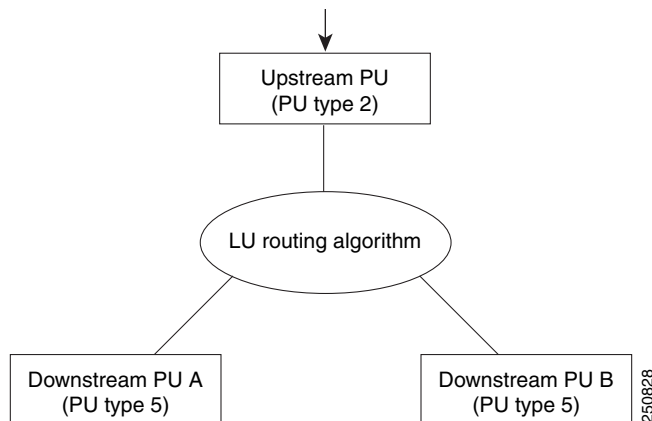 Upstream PU
(PU type 2)
LU routing algorithm
Downstream PU A
(PU type 5)
Downstream PU B
(PU type 5)
250828